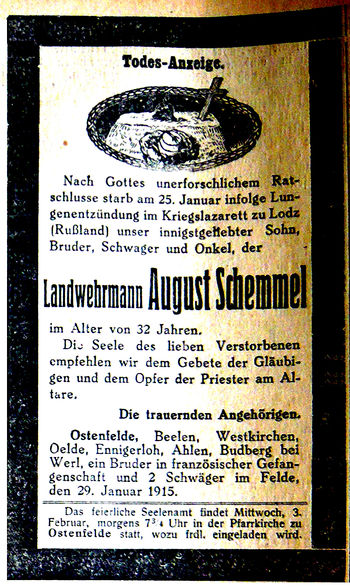 Todes-Anzeige.
Nach Gottes unerforschlichem Rat-
schlusse starb am 25. Januar infolge Lun-
genentzündung im Kriegslazarett zu Lodz
(Rußland) unser innigstgeliebter Sohn,
Bruder, Schwager und Onkel, der
Landwehrmann August Schemmel
im Alter von 32 Jahren.
Die Seele des lieben Verstorbenen
empfehlen wir dem Gebete der Gläubi-
gen und dem Opfer der Priester am Al-
tare.
Die trauernden Angehörigen.
Ostenfelde, Beelen, Westkirchen,
Oelde, Ennigerloh, Ahlen, Budberg bei
Werl, ein Bruder in französischer Gefan-
genschaft und 2 Schwäger im Felde,
den 29. Januar 1915.
Das feierliche Seelenamt findet Mittwoch, 3.
Februar, morgens 7¾ Uhr in der Pfarrkirche zu
Ostenfelde statt, wozu frdl. eingeladen wird.